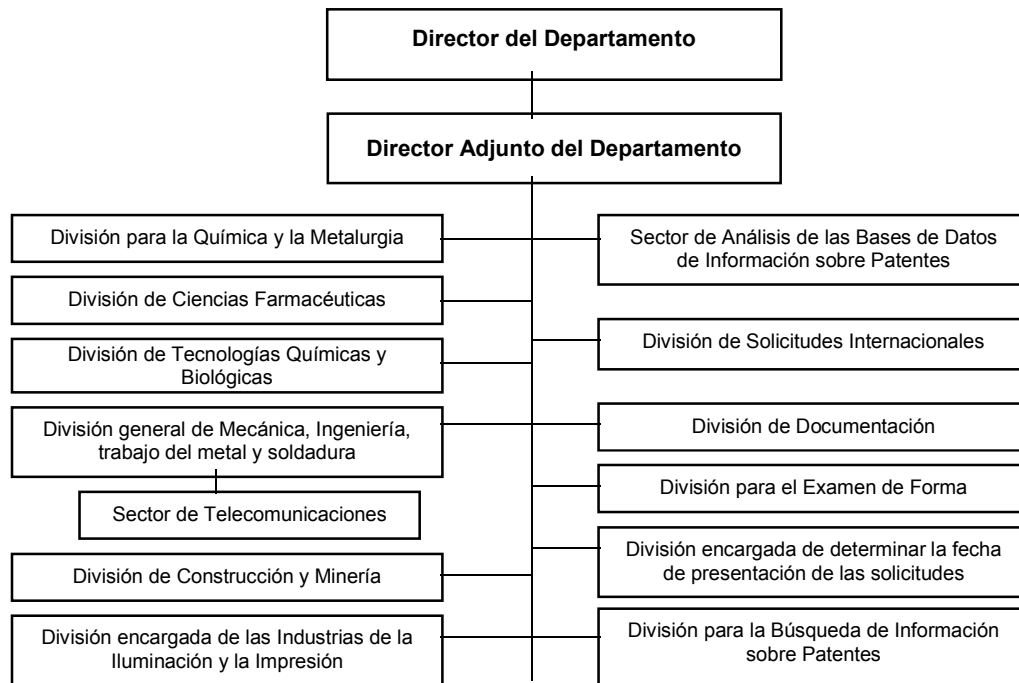 Director del Departamento
Director Adjunto del Departamento
División para la Química y la Metalurgia
Sector de Análisis de las Bases de Datos
de Información sobre Patentes
División de Ciencias Farmacéuticas
División de Solicitudes Internacionales
División de Tecnologías Químicas y
Biológicas
División general de Mecánica, Ingeniería,
trabajo del metal y soldadura
División de Documentación
División para el Examen de Forma
Sector de Telecomunicaciones
División encargada de determinar la fecha
de presentación de las solicitudes
División de Construcción y Minería
División encargada de las Industrias de la
Iluminación y la Impresión
División para la Búsqueda de Información
sobre Patentes